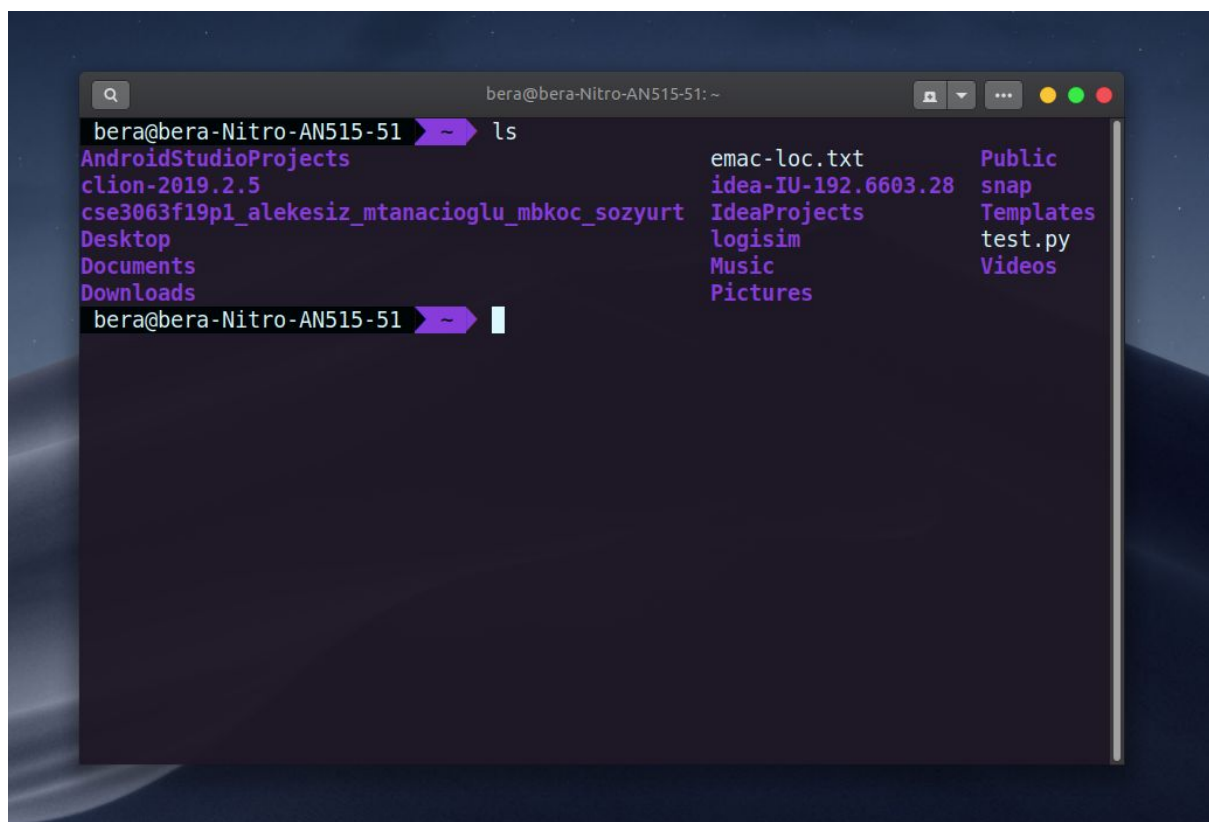 bera@bera-Nitro-AN515-51: ~
bera@bera-Nitro-AN515-51 ~ ls
AndroidStudioProjects emac-loc.txt Public
clion-2019.2.5 idea-IU-192.6603.28 snap
cse3063f19p1_alekesiz_mtanacioglu_mbkoc_sozyurt IdeaProjects Templates
Desktop logisim test.py
Documents Music Videos
Downloads Pictures
bera@bera-Nitro-AN515-51 ~